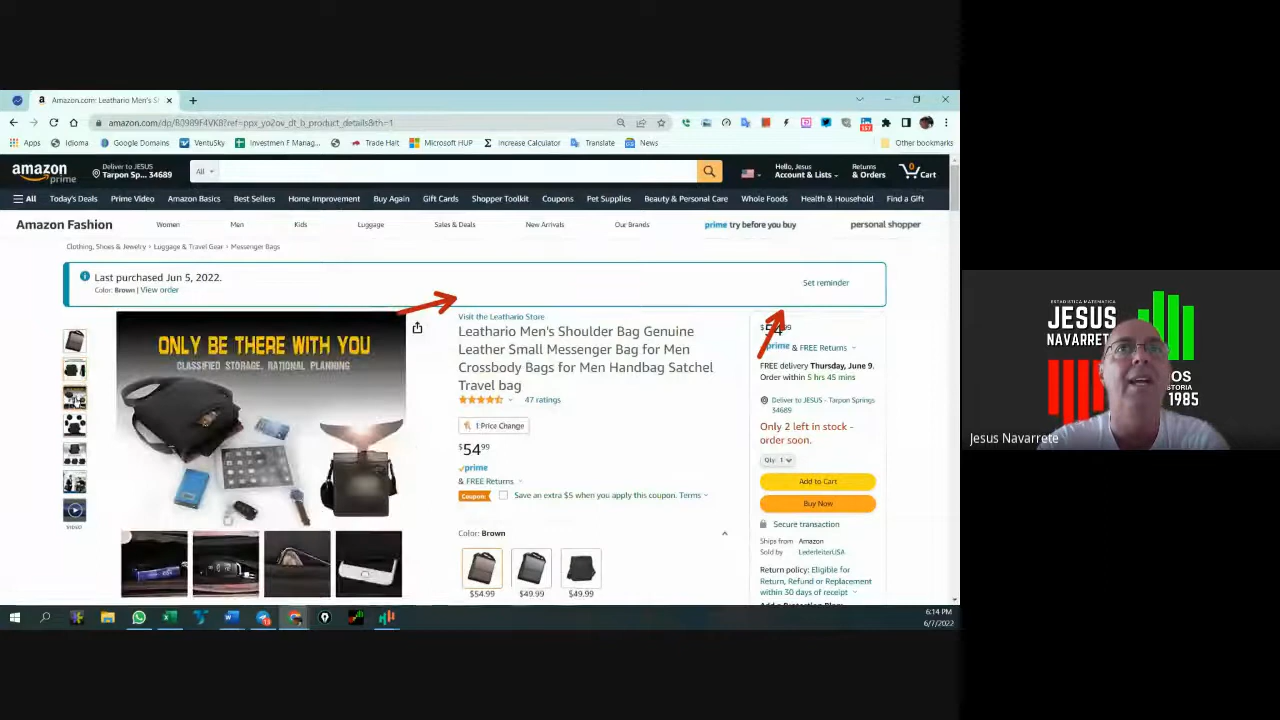 Amazon.com: Leathario Men's S
amazon.com/dp/B0989F4VKB?ref=ppx_yo2ov_dt_b_product_details&th=1
Apps
Idioma
Google Domains
VentuSky
Investmen F Manag...
Trade Halt
Microsoft HUP
Increase Calculator
Translate
News
Other bookmarks
amazon
prime
Deliver to JESUS
Tarpon Sp... 34689
All
Hello, Jesus
Account & Lists
Returns
& Orders
0
Cart
All
Today's Deals
Prime Video
Best Sellers
Amazon Basics
Home Improvement
Buy Again
Gift Cards
Shopper Toolkit
Coupons
Pet Supplies
Beauty & Personal Care
Whole Foods
Health & Household
Find a Gift
Amazon Fashion
Women
Men
Kids
Luggage
Sales & Deals
New Arrivals
Our Brands
prime try before you buy
personal shopper
Clothing, Shoes & Jewelry › Luggage & Travel Gear › Messenger Bags
Last purchased Jun 5, 2022.
Color: Brown | View order
Set reminder
ONLY BE THERE WITH YOU
CLASSIFIED STORAGE, RATIONAL PLANNING
VIDEO
Visit the Leathario Store
Leathario Men's Shoulder Bag Genuine
Leather Small Messenger Bag for Men
Crossbody Bags for Men Handbag Satchel
Travel bag
47 ratings
1 Price Change
$54.99
prime
& FREE Returns
Coupon
Save an extra $5 when you apply this coupon. Terms
Color: Brown
$54.99
$49.99
$49.99
$54.99
prime & FREE Returns
FREE delivery Thursday, June 9.
Order within 5 hrs 45 mins
Deliver to JESUS - Tarpon Springs
34689
Only 2 left in stock -
order soon.
Qty: 1
Add to Cart
Buy Now
Secure transaction
Ships from Amazon
Sold by LederleiterUSA
Return policy: Eligible for
Return, Refund or Replacement
within 30 days of receipt
6:14 PM
6/7/2022
ESTADISTICA MATEMATICA
JESUS
NAVARRETE
OS
STORIA
1985
Jesus Navarrete